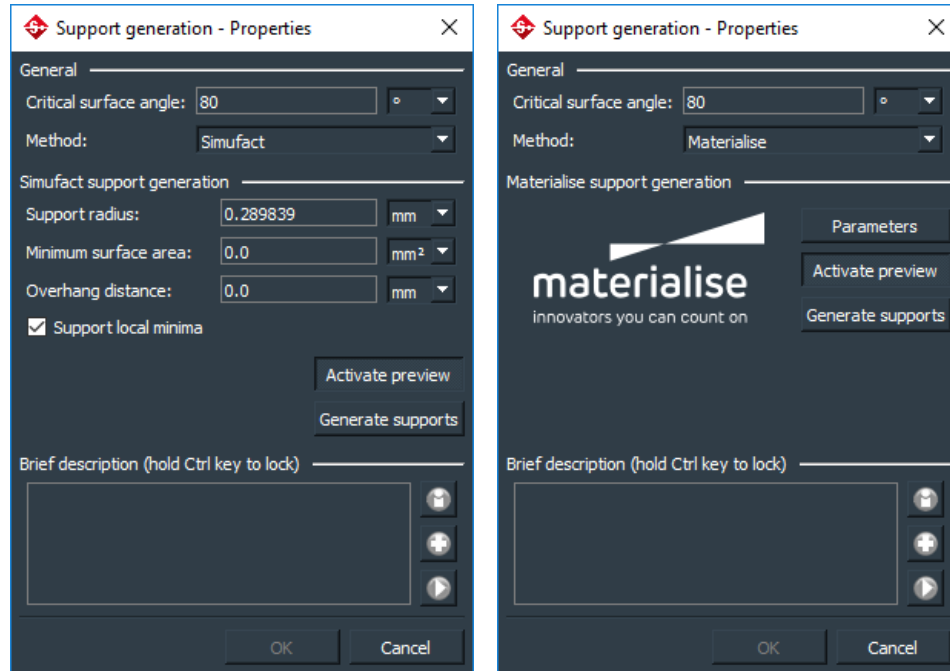 Support generation - Properties
General
Critical surface angle: 80 °
Method: Simufact
Simufact support generation
Support radius: 0.289839 mm
Minimum surface area: 0.0 mm²
Overhang distance: 0.0 mm
Support local minima
Activate preview
Generate supports
Brief description (hold Ctrl key to lock)
OK Cancel
Support generation - Properties
General
Critical surface angle: 80 °
Method: Materialise
Materialise support generation
materialise
innovators you can count on
Parameters
Activate preview
Generate supports
Brief description (hold Ctrl key to lock)
OK Cancel